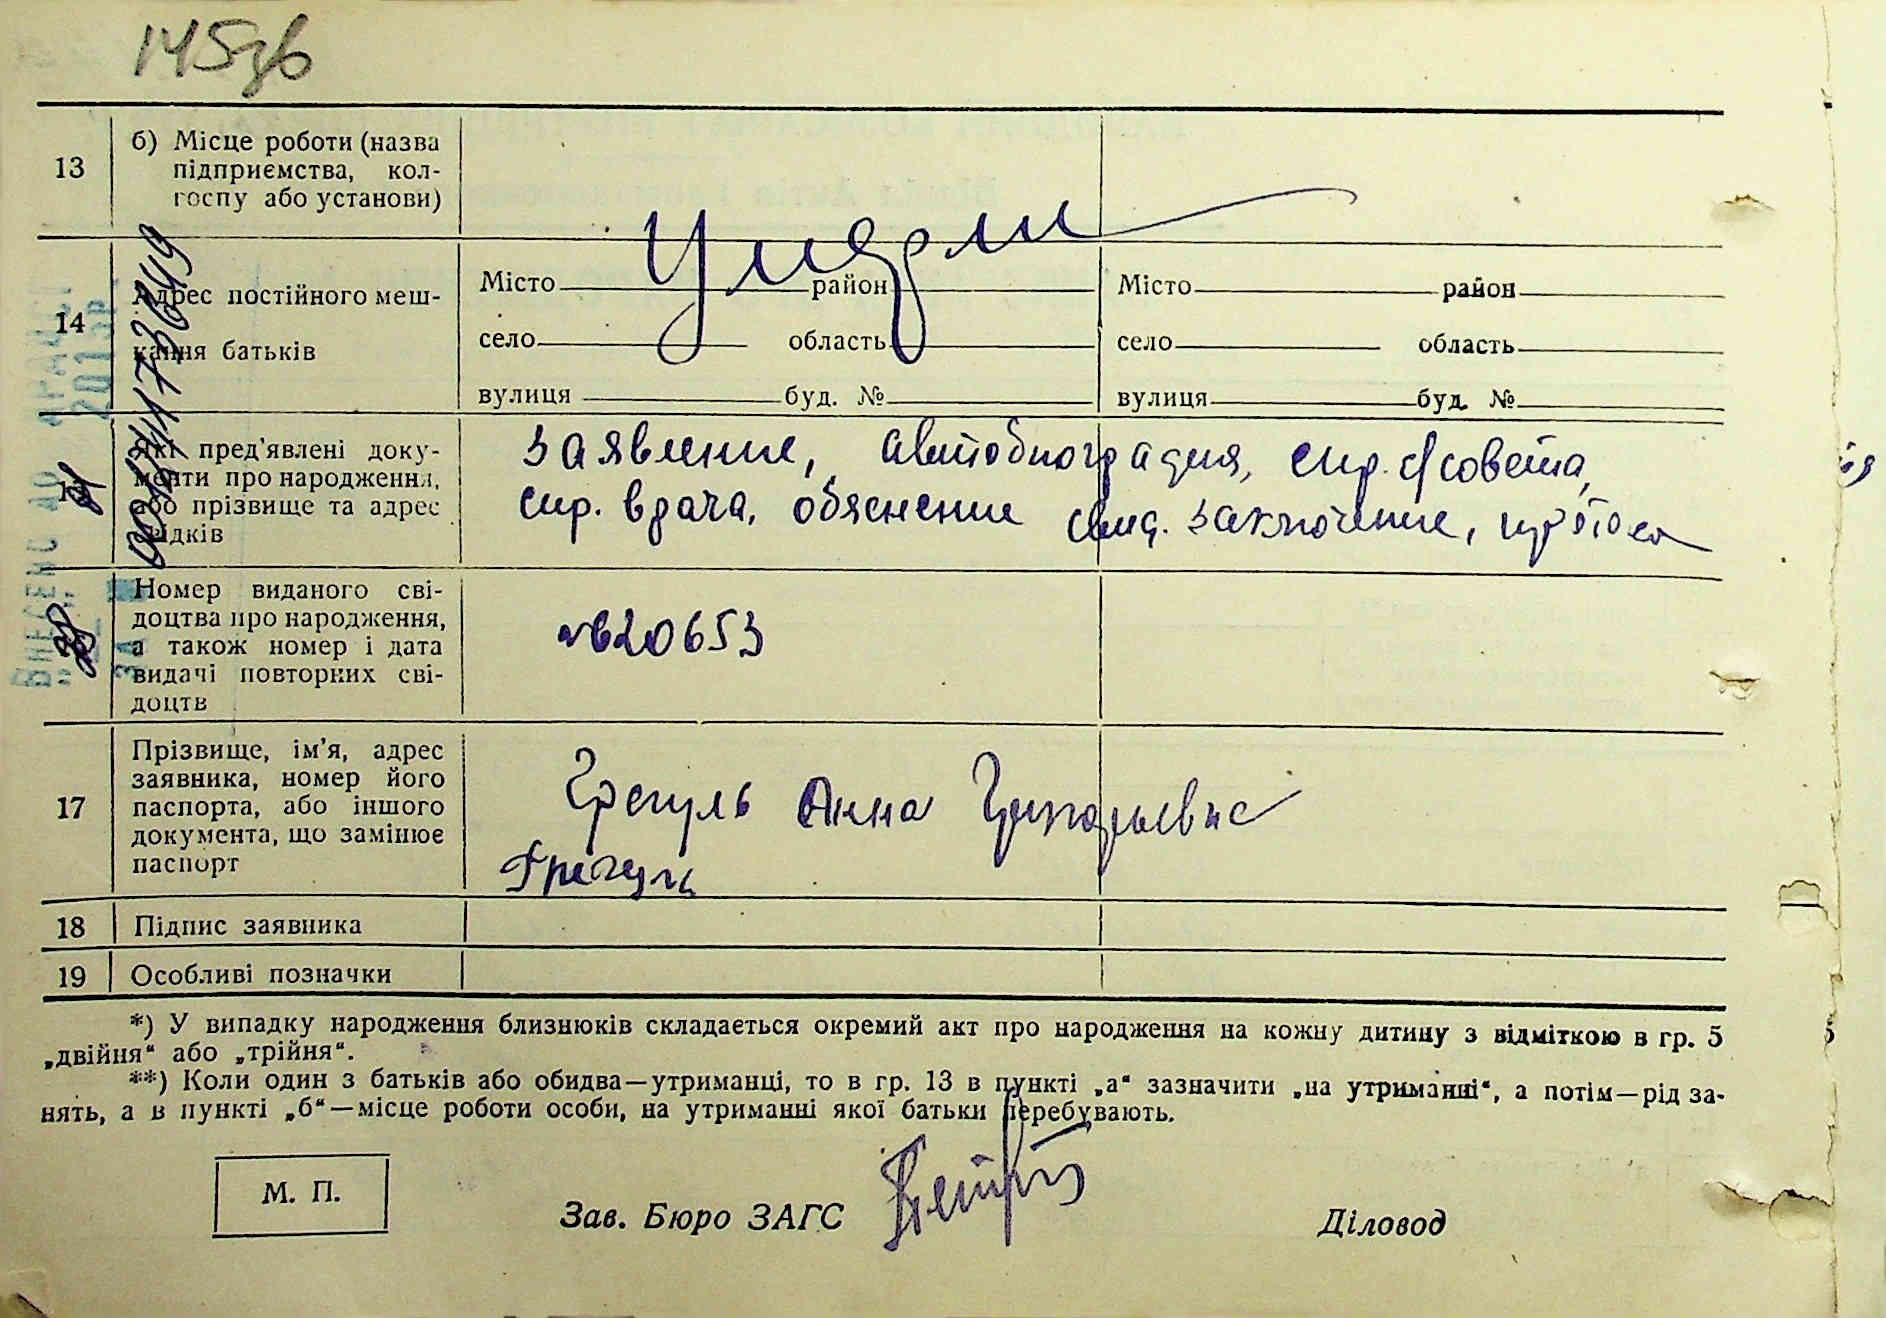 145зв
13
б) Місце роботи (назва
підприємства, кол-
госпу або установи)
Умерли
14
Адрес постійного меш-
кання батьків
Місто район
село область
вулиця буд. №
Місто район
село область
вулиця буд. №
Які пред'явлені доку-
менти про народження,
або прізвище та адрес
свідків
заявление, автобиография, спр. с/совета,
спр. врача, обяснение свид. заключение,
Номер виданого сві-
доцтва про народження,
а також номер і дата
видачі повторних сві-
доцтв
№620653
17
Прізвище, ім'я, адрес
заявника, номер його
паспорта, або іншого
документа, що замінює
паспорт
Анна Григорьевна
18
Підпис заявника
19
Особливі позначки
*) У випадку народження близнюків складається окремий акт про народження на кожну дитину з відміткою в гр. 5
„двійня“ або „трійня“.
**) Коли один з батьків або обидва—утриманці, то в гр. 13 в пункті „а“ зазначити „на утриманні“, а потім—рід за-
нять, а в пункті „б“—місце роботи особи, на утриманні якої батьки перебувають.
М. П.
Зав. Бюро ЗАГС
Діловод